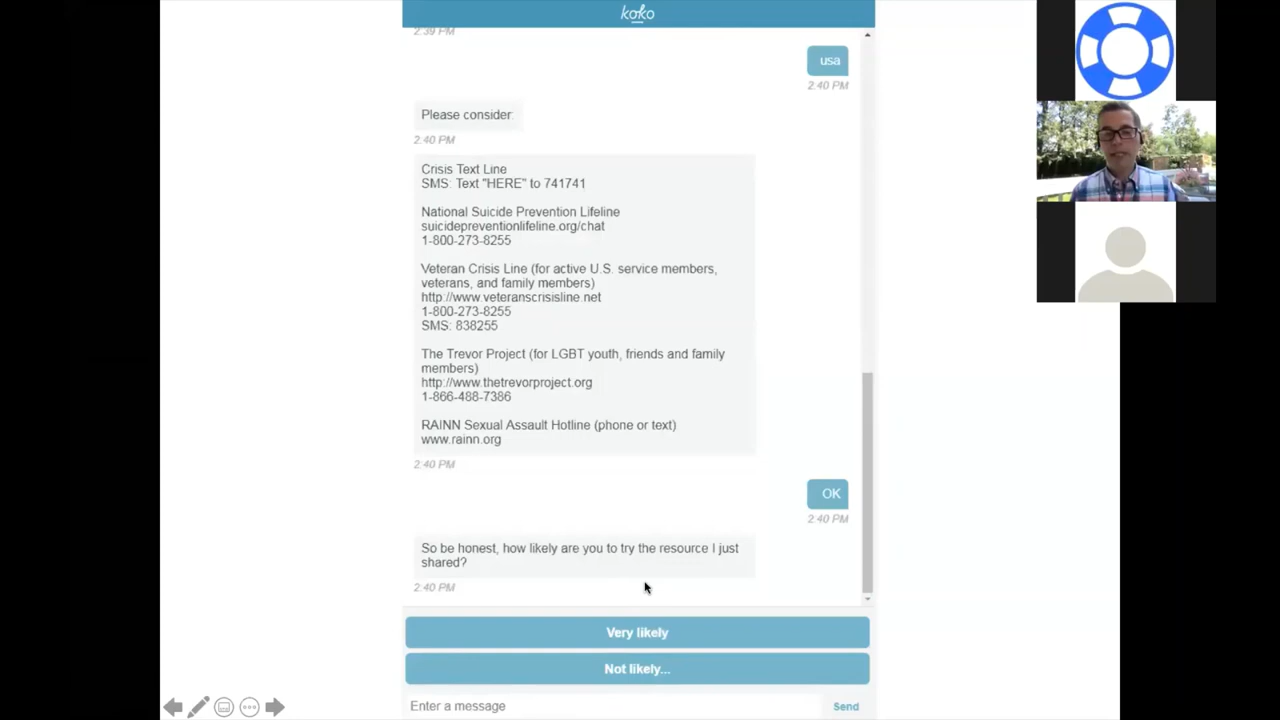 koko
2:39 PM
usa
2:40 PM
Please consider:
2:40 PM
Crisis Text Line
SMS: Text "HERE" to 741741
National Suicide Prevention Lifeline
suicidepreventionlifeline.org/chat
1-800-273-8255
Veteran Crisis Line (for active U.S. service members,
veterans, and family members)
http://www.veteranscrisisline.net
1-800-273-8255
SMS: 838255
The Trevor Project (for LGBT youth, friends and family
members)
http://www.thetrevorproject.org
1-866-488-7386
RAINN Sexual Assault Hotline (phone or text)
www.rainn.org
2:40 PM
OK
2:40 PM
So be honest, how likely are you to try the resource I just
shared?
2:40 PM
Very likely
Not likely...
Enter a message
Send